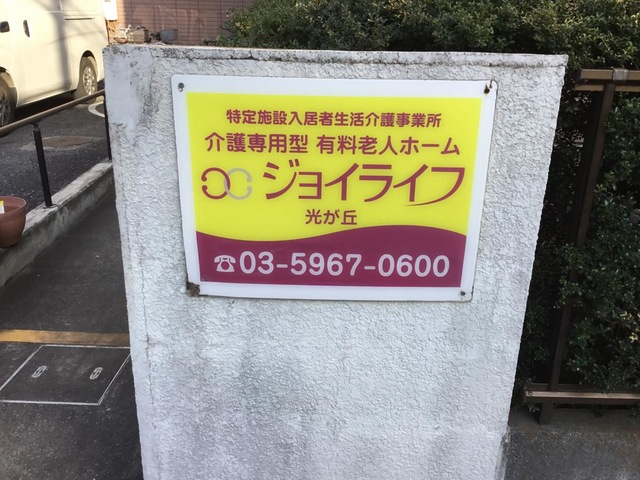 特定施設入居者生活介護事業所
介護専用型 有料老人ホーム
ジョイライフ
光が丘
☎03-5967-0600